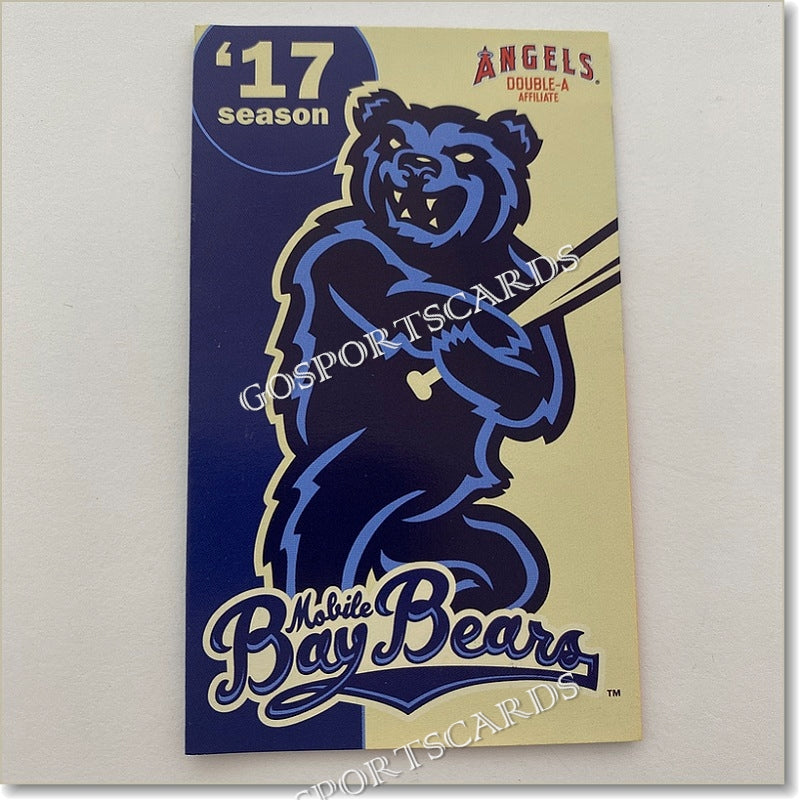 '17
season
ANGELS
DOUBLE-A
AFFILIATE
GOSPORTSCARDS
Mobile
Bay Bears
TM
GOSPORTSCARDS